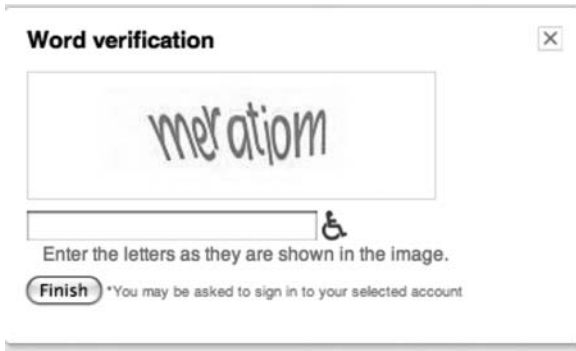 Word verification
meratiom
Enter the letters as they are shown in the image.
Finish *You may be asked to sign in to your selected account